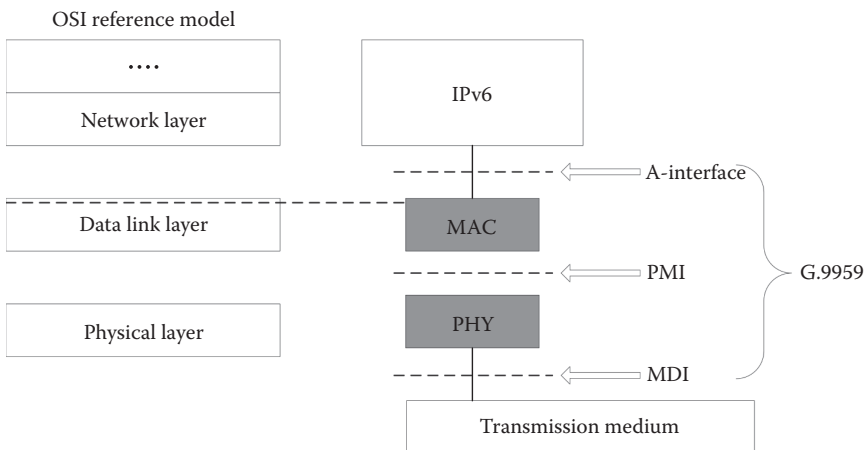 OSI reference model
....
Network layer
IPv6
A-interface
Data link layer
MAC
PMI
G.9959
Physical layer
PHY
MDI
Transmission medium